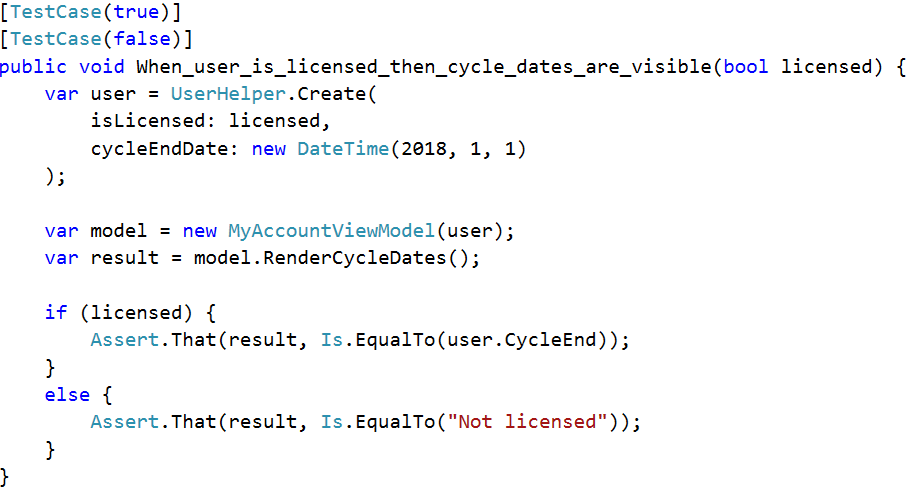 [TestCase(true)]
[TestCase(false)]
public void When_user_is_licensed_then_cycle_dates_are_visible(bool licensed) {
    var user = UserHelper.Create(
        isLicensed: licensed,
        cycleEndDate: new DateTime(2018, 1, 1)
    );

    var model = new MyAccountViewModel(user);
    var result = model.RenderCycleDates();

    if (licensed) {
        Assert.That(result, Is.EqualTo(user.CycleEnd));
    }
    else {
        Assert.That(result, Is.EqualTo("Not licensed"));
    }
}